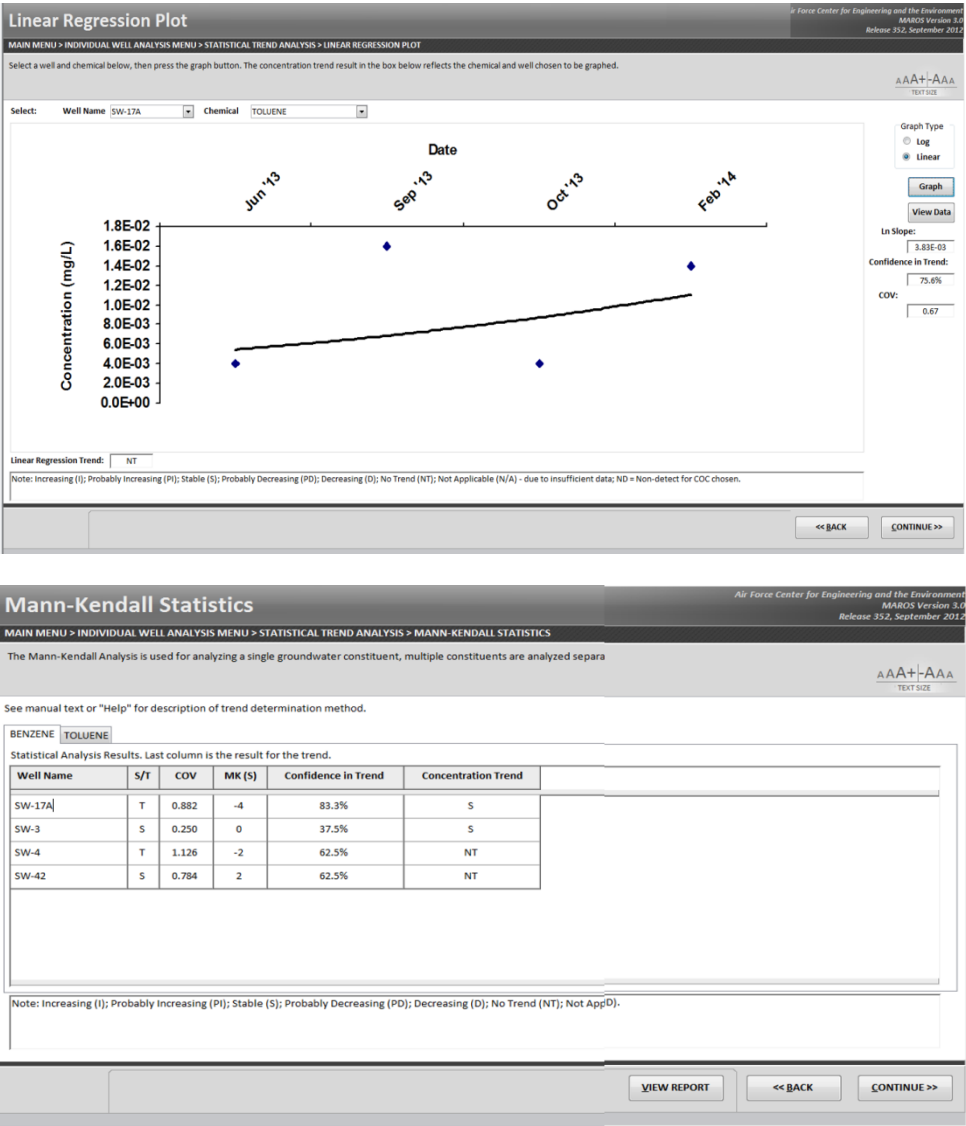 Linear Regression Plot
ir Force Center for Engineering and the Environment
MAROS Version 3.0
Release 352, September 2012
MAIN MENU > INDIVIDUAL WELL ANALYSIS MENU > STATISTICAL TREND ANALYSIS > LINEAR REGRESSION PLOT
Select a well and chemical below, then press the graph button. The concentration trend result in the box below reflects the chemical and well chosen to be graphed.
AAA+-AAA
TEXT SIZE
Select: Well Name SW-17A Chemical TOLUENE
Graph Type
Log
Linear
Graph
View Data
Ln Slope:
3.83E-03
Confidence in Trend:
75.6%
COV:
0.67
Date
Jun '13 Sep '13 Oct '13 Feb '14
Concentration (mg/L)
1.8E-02
1.6E-02
1.4E-02
1.2E-02
1.0E-02
8.0E-03
6.0E-03
4.0E-03
2.0E-03
0.0E+00
Linear Regression Trend: NT
Note: Increasing (I); Probably Increasing (PI); Stable (S); Probably Decreasing (PD); Decreasing (D); No Trend (NT); Not Applicable (N/A) - due to insufficient data; ND = Non-detect for COC chosen.
<< BACK CONTINUE >>
Mann-Kendall Statistics
Air Force Center for Engineering and the Environment
MAROS Version 3.0
Release 352, September 2012
MAIN MENU > INDIVIDUAL WELL ANALYSIS MENU > STATISTICAL TREND ANALYSIS > MANN-KENDALL STATISTICS
The Mann-Kendall Analysis is used for analyzing a single groundwater constituent, multiple constituents are analyzed separa
AAA+-AAA
TEXT SIZE
See manual text or "Help" for description of trend determination method.
BENZENE TOLUENE
Statistical Analysis Results. Last column is the result for the trend.
Well Name S/T COV MK (S) Confidence in Trend Concentration Trend
SW-17A T 0.882 -4 83.3% S
SW-3 S 0.250 0 37.5% S
SW-4 T 1.126 -2 62.5% NT
SW-42 S 0.784 2 62.5% NT
Note: Increasing (I); Probably Increasing (PI); Stable (S); Probably Decreasing (PD); Decreasing (D); No Trend (NT); Not App D).
VIEW REPORT << BACK CONTINUE >>